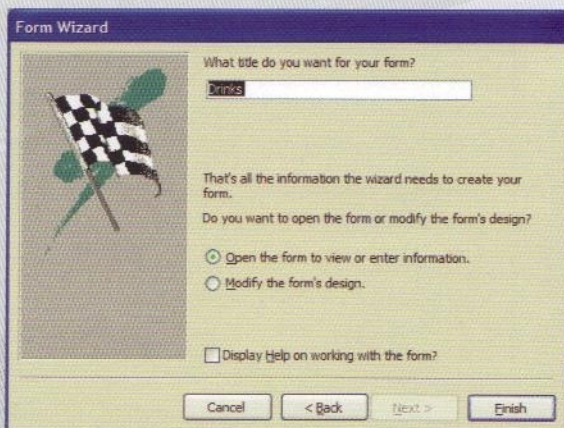 Form Wizard
What title do you want for your form?
Drinks
That's all the information the wizard needs to create your
form.
Do you want to open the form or modify the form's design?
Open the form to view or enter information.
Modify the form's design.
Display Help on working with the form?
Cancel
< Back
Next >
Finish